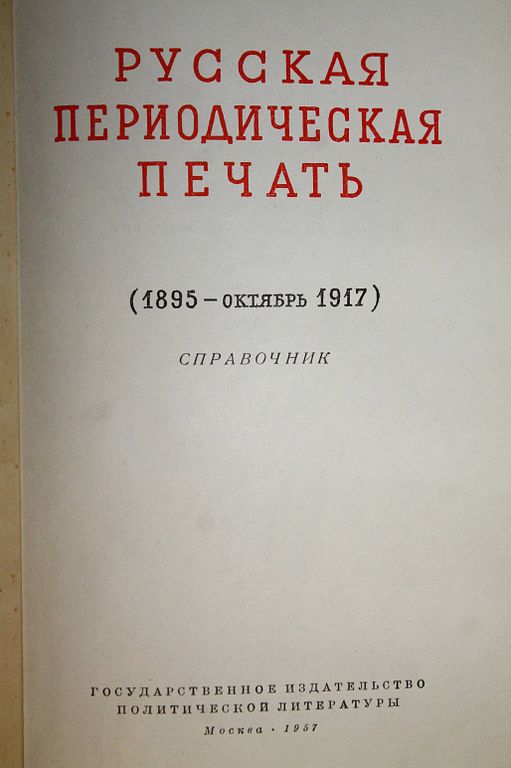 РУССКАЯ
ПЕРИОДИЧЕСКАЯ
ПЕЧАТЬ
(1895 – ОКТЯБРЬ 1917)
СПРАВОЧНИК
ГОСУДАРСТВЕННОЕ ИЗДАТЕЛЬСТВО
ПОЛИТИЧЕСКОЙ ЛИТЕРАТУРЫ
Москва · 1957